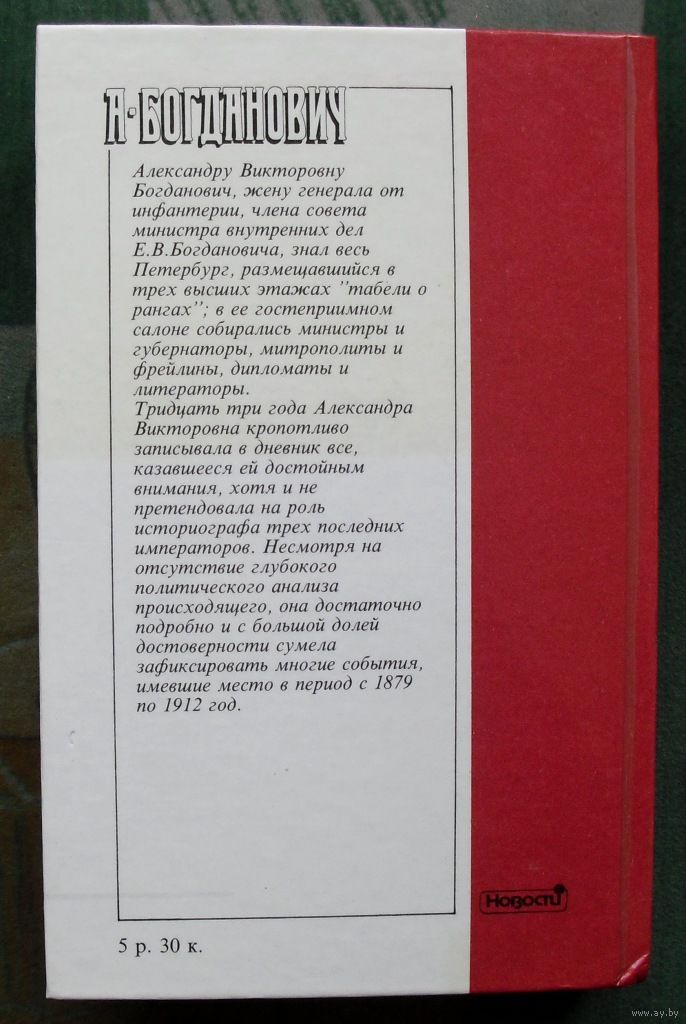 А·БОГДАНОВИЧ
Александру Викторовну
Богданович, жену генерала от
инфантерии, члена совета
министра внутренних дел
Е.В.Богдановича, знал весь
Петербург, размещавшийся в
трех высших этажах "табели о
рангах"; в ее гостеприимном
салоне собирались министры и
губернаторы, митрополиты и
фрейлины, дипломаты и
литераторы.
Тридцать три года Александра
Викторовна кропотливо
записывала в дневник все,
казавшееся ей достойным
внимания, хотя и не
претендовала на роль
историографа трех последних
императоров. Несмотря на
отсутствие глубокого
политического анализа
происходящего, она достаточно
подробно и с большой долей
достоверности сумела
зафиксировать многие события,
имевшие место в период с 1879
по 1912 год.
Новости
5 р. 30 к.
www.ay.by